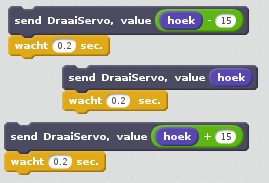 send DraaiServo, value hoek - 15
wacht 0.2 sec.
send DraaiServo, value hoek
wacht 0.2 sec.
send DraaiServo, value hoek + 15
wacht 0.2 sec.